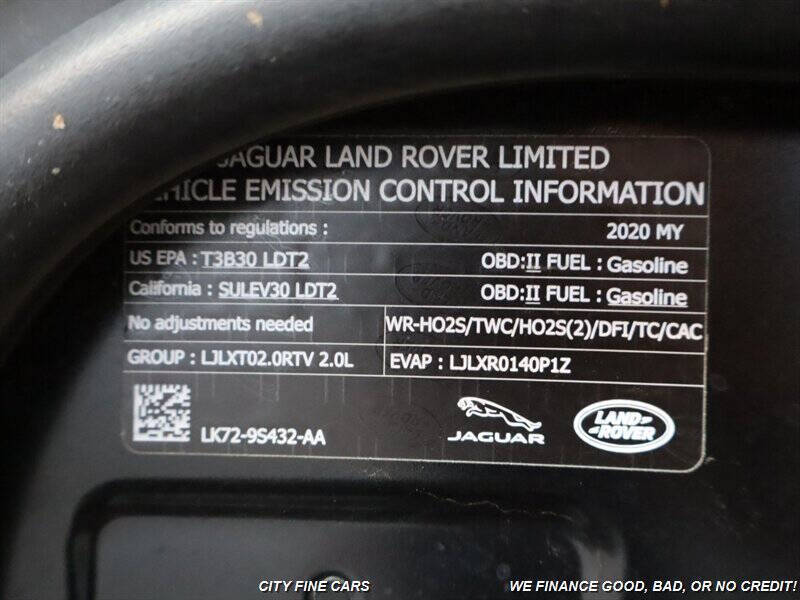 JAGUAR LAND ROVER LIMITED
VEHICLE EMISSION CONTROL INFORMATION
Conforms to regulations : 2020 MY
US EPA : T3B30 LDT2 OBD:II FUEL : Gasoline
California : SULEV30 LDT2 OBD:II FUEL : Gasoline
No adjustments needed WR-HO2S/TWC/HO2S(2)/DFI/TC/CAC
GROUP : LJLXT02.0RTV 2.0L EVAP : LJLXR0140P1Z
LK72-9S432-AA JAGUAR LAND ROVER
CITY FINE CARS WE FINANCE GOOD, BAD, OR NO CREDIT!